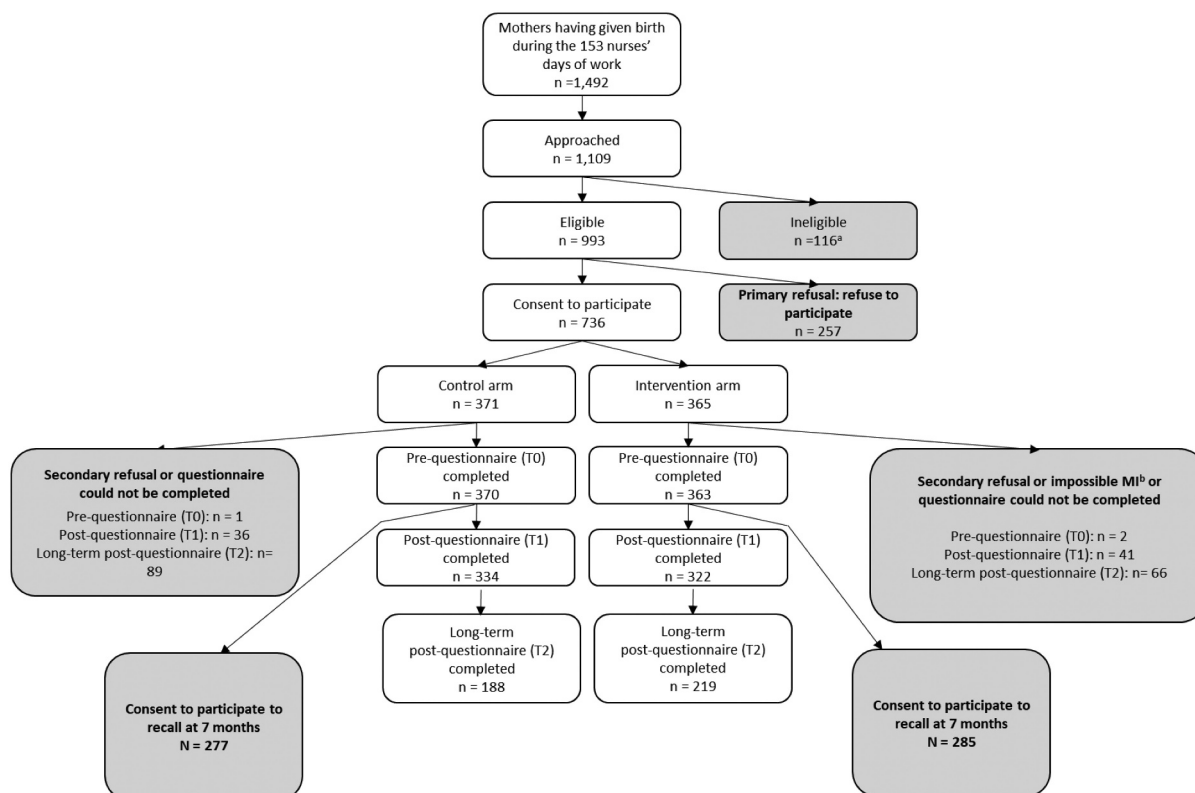 Mothers having given birth
during the 153 nurses’
days of work
n =1,492
Approached
n = 1,109
Eligible
n = 993
Ineligible
n =116ᵃ
Consent to participate
n = 736
Primary refusal: refuse to
participate
n = 257
Control arm
n = 371
Intervention arm
n = 365
Secondary refusal or questionnaire
could not be completed
Pre-questionnaire (T0): n = 1
Post-questionnaire (T1): n = 36
Long-term post-questionnaire (T2): n=
89
Pre-questionnaire (T0)
completed
n = 370
Pre-questionnaire (T0)
completed
n = 363
Secondary refusal or impossible MIᵇ or
questionnaire could not be completed
Pre-questionnaire (T0): n = 2
Post-questionnaire (T1): n = 41
Long-term post-questionnaire (T2): n= 66
Post-questionnaire (T1)
completed
n = 334
Post-questionnaire (T1)
completed
n = 322
Long-term
post-questionnaire (T2)
completed
n = 188
Long-term
post-questionnaire (T2)
completed
n = 219
Consent to participate to
recall at 7 months
N = 277
Consent to participate to
recall at 7 months
N = 285